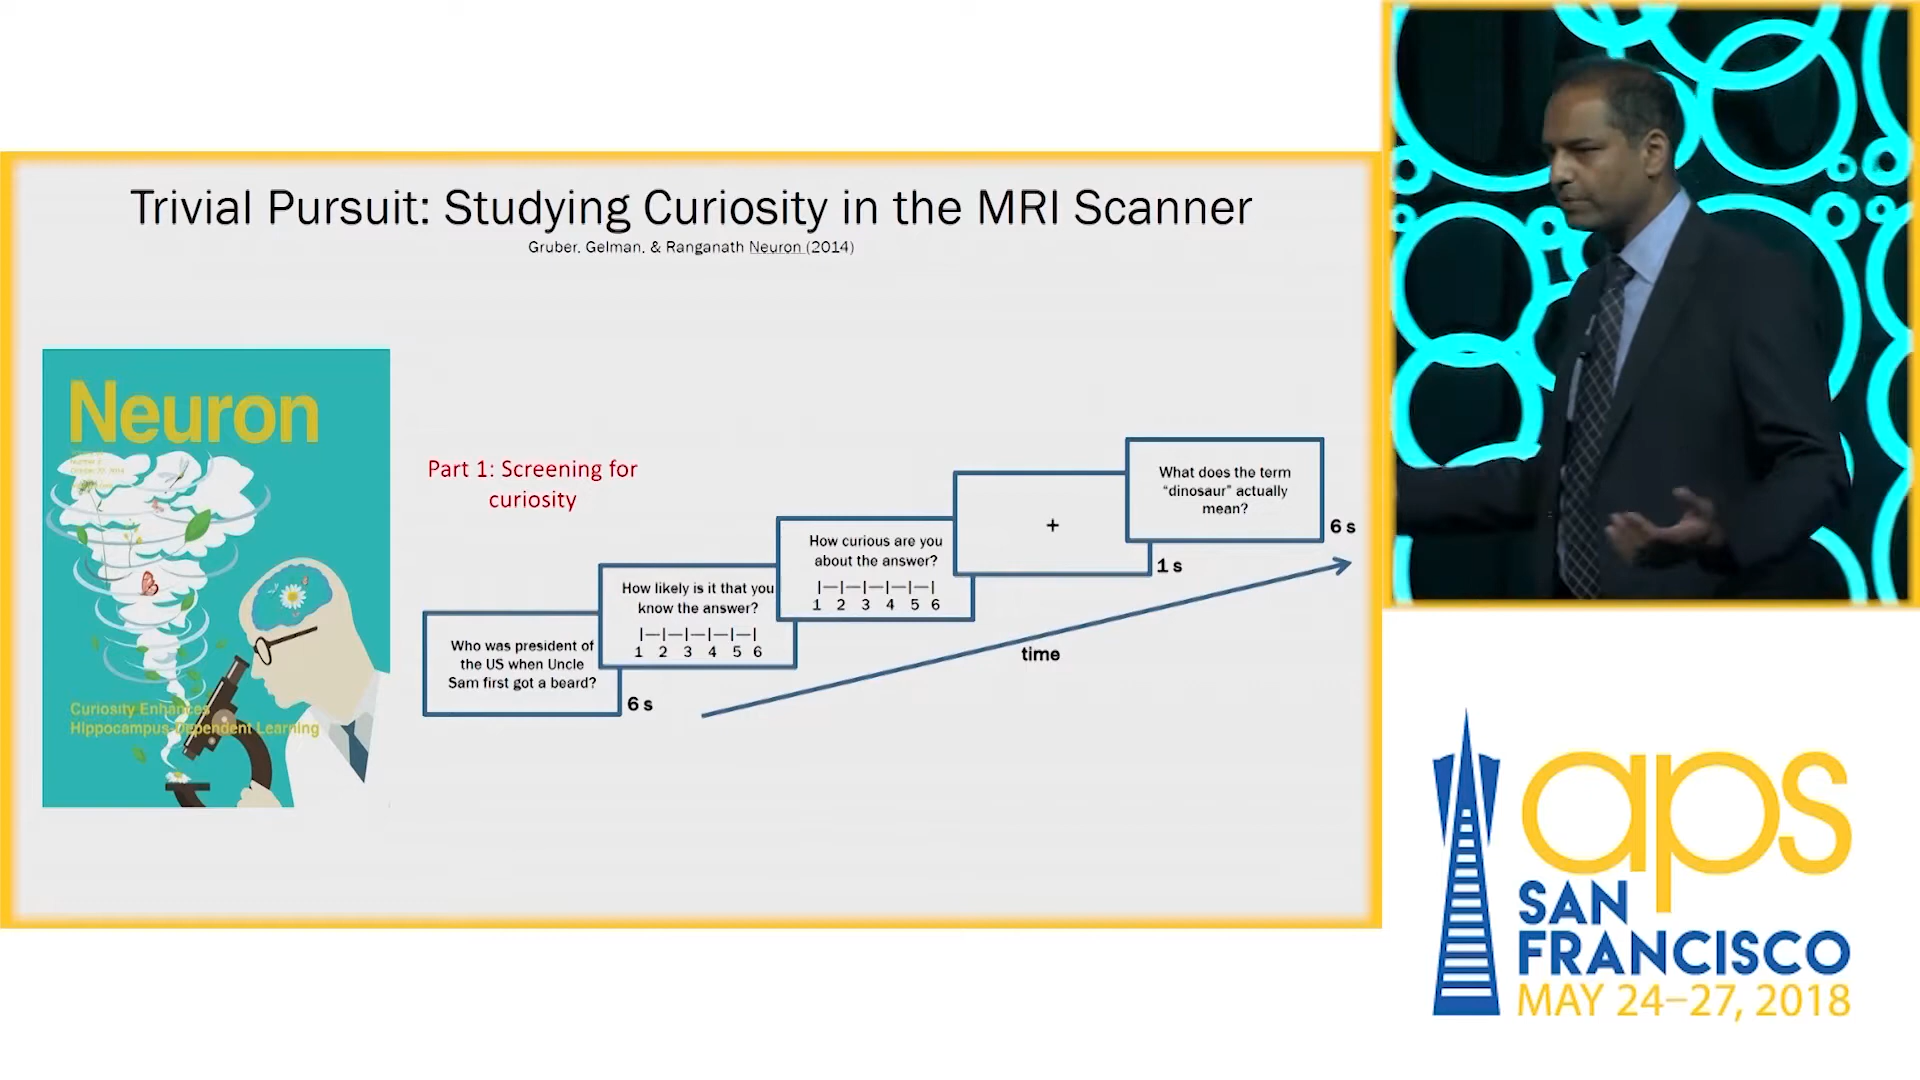 Trivial Pursuit: Studying Curiosity in the MRI Scanner
Gruber. Gelman. & Ranganath Neuron (2014)
Neuron
Curiosity Enhances
Hippocampus-Dependent Learning
Part 1: Screening for
curiosity
Who was president of
the US when Uncle
Sam first got a beard?
6 s
How likely is it that you
know the answer?
1 2 3 4 5 6
How curious are you
about the answer?
1 2 3 4 5 6
+
1 s
What does the term
“dinosaur” actually
mean?
6 s
time
aps
SAN
FRANCISCO
MAY 24–27, 2018